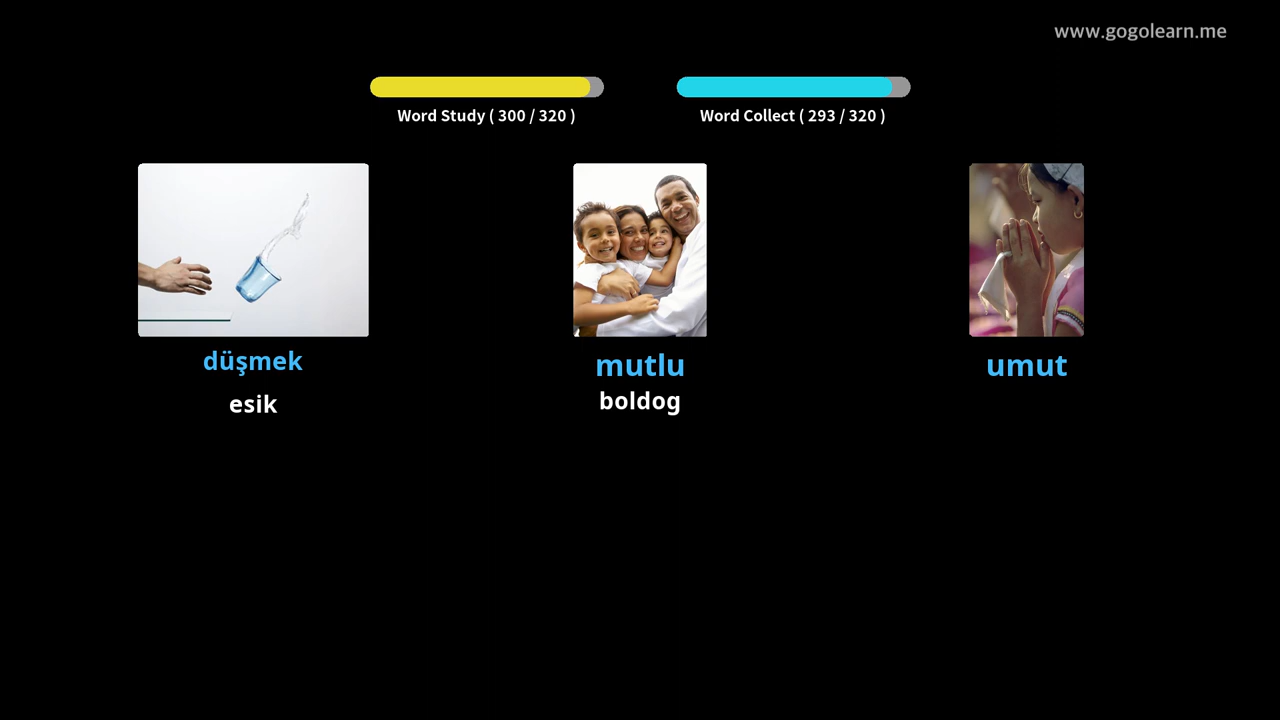 www.gogolearn.me
Word Study ( 300 / 320 )
Word Collect ( 293 / 320 )
düşmek
esik
mutlu
boldog
umut